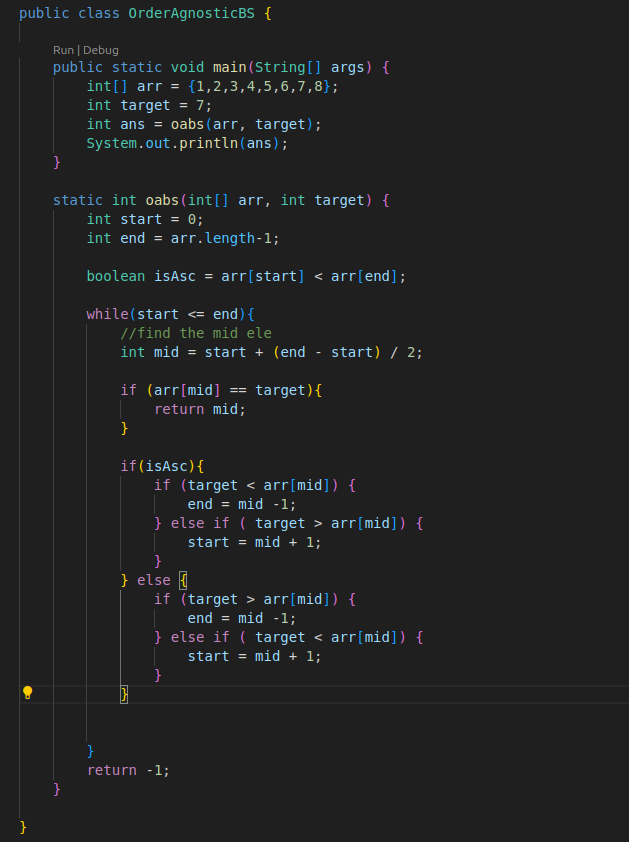 public class OrderAgnosticBS {
Run | Debug
public static void main(String[] args) {
int[] arr = {1,2,3,4,5,6,7,8};
int target = 7;
int ans = oabs(arr, target);
System.out.println(ans);
}
static int oabs(int[] arr, int target) {
int start = 0;
int end = arr.length-1;
boolean isAsc = arr[start] < arr[end];
while(start <= end){
//find the mid ele
int mid = start + (end - start) / 2;
if (arr[mid] == target){
return mid;
}
if(isAsc){
if (target < arr[mid]) {
end = mid -1;
} else if ( target > arr[mid]) {
start = mid + 1;
}
} else {
if (target > arr[mid]) {
end = mid -1;
} else if ( target < arr[mid]) {
start = mid + 1;
}
}
}
return -1;
}
}